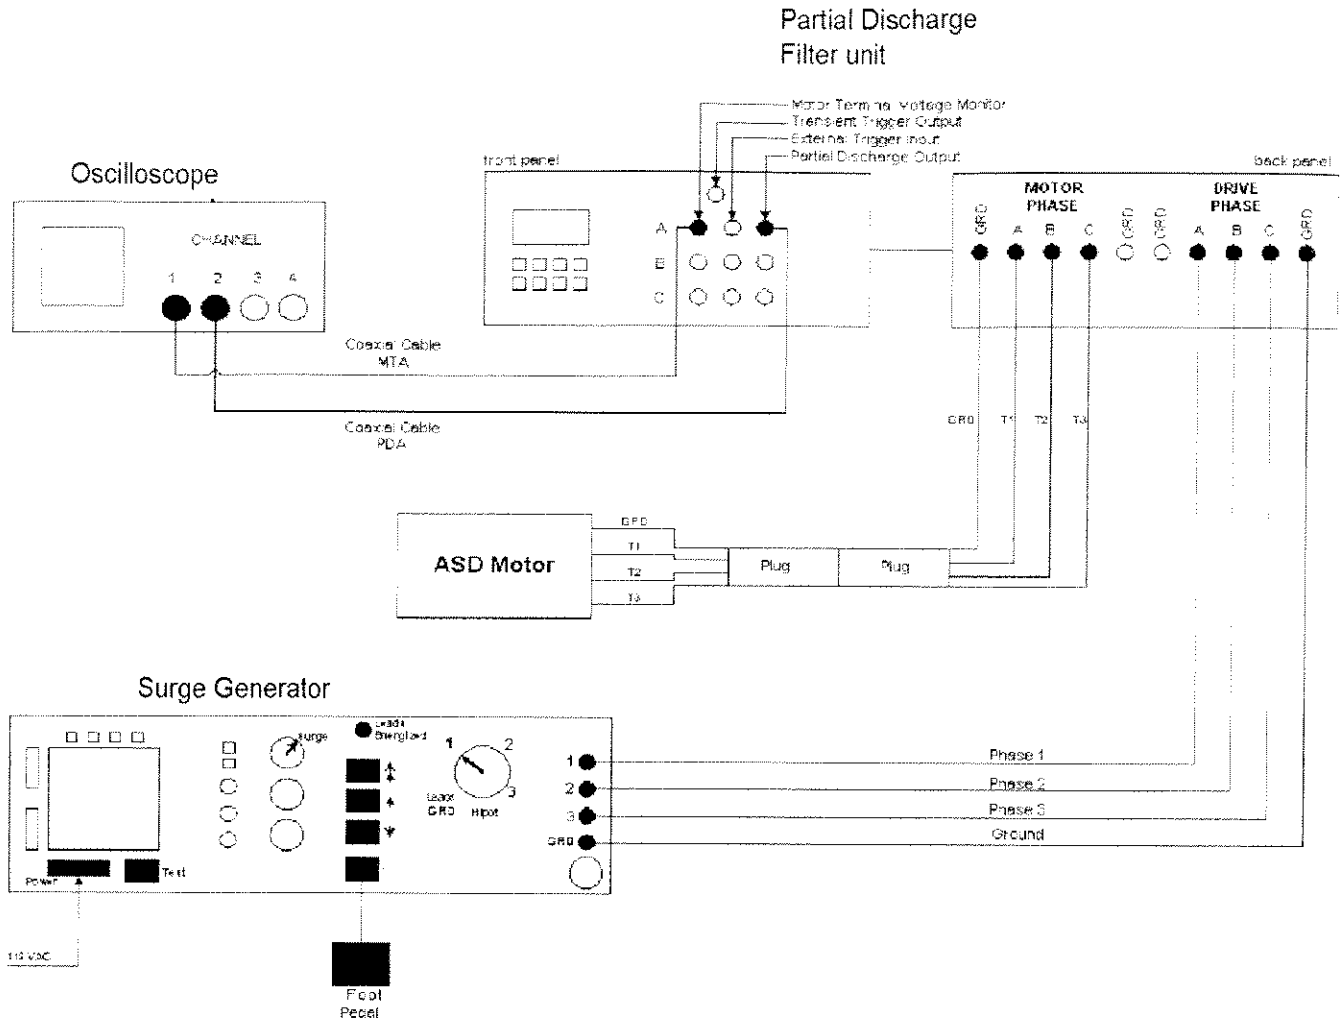 Partial Discharge
Filter unit
Motor Terminal Voltage Monitor
Transient Trigger Output
External Trigger Input
Partial Discharge Output
front panel
back panel
Oscilloscope
CHANNEL
1 2 3 4
A
B
C
MOTOR
PHASE
DRIVE
PHASE
GRD A B C GRD GRD A B C GRD
Coaxial Cable
MTA
Coaxial Cable
PDA
GRD T1 T2 T3
ASD Motor
GRD
T1
T2
T3
Plug Plug
Surge Generator
Surge
Leads
Energized
1 2 3
Leads
GRD
Hipot
1
2
3
GRD
Phase 1
Phase 2
Phase 3
Ground
Power
Test
VAC
Foot
Pedal